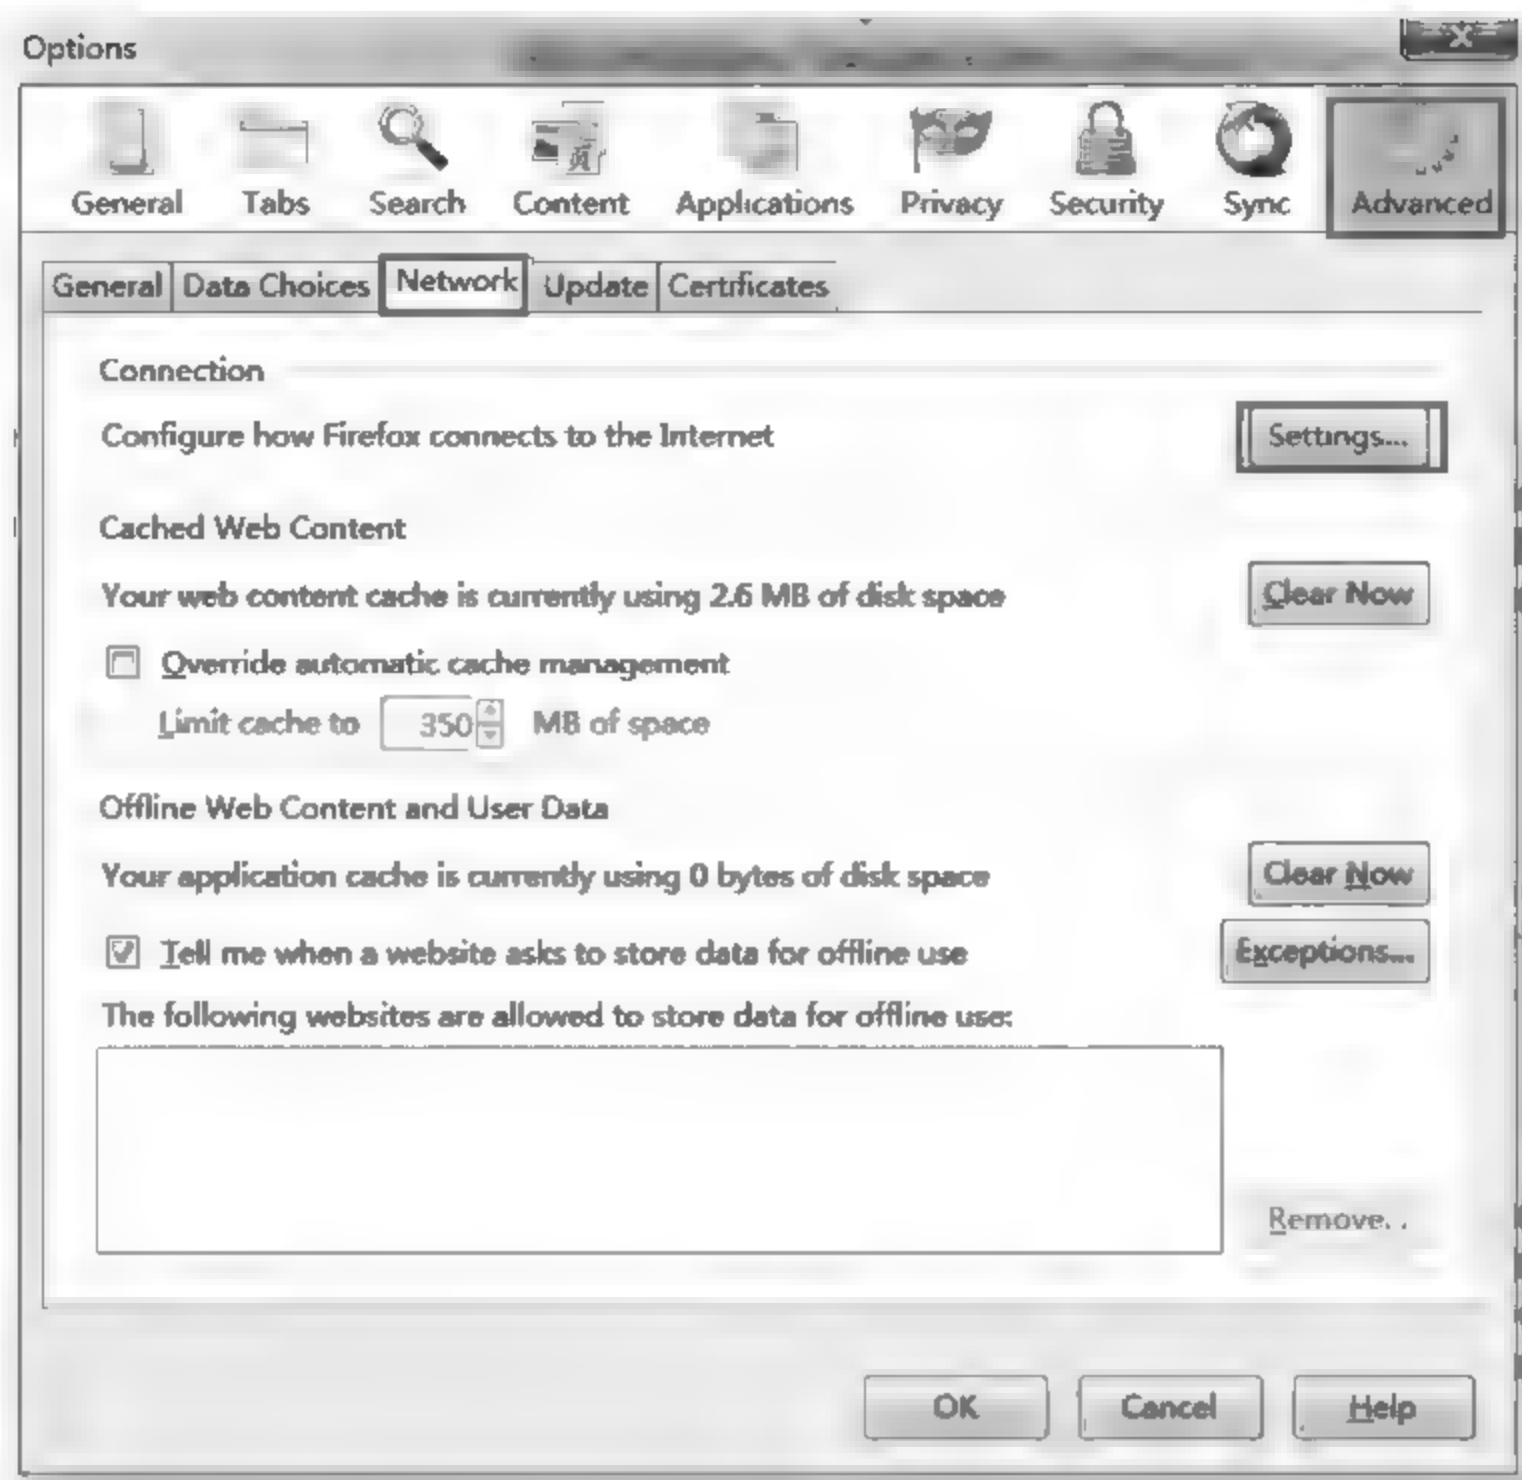 Options
General Tabs Search Content Applications Privacy Security Sync Advanced
General Data Choices Network Update Certificates
Connection
Configure how Firefox connects to the Internet Settings...
Cached Web Content
Your web content cache is currently using 2.6 MB of disk space Clear Now
Override automatic cache management
Limit cache to 350 MB of space
Offline Web Content and User Data
Your application cache is currently using 0 bytes of disk space Clear Now
Tell me when a website asks to store data for offline use Exceptions...
The following websites are allowed to store data for offline use:
Remove...
OK Cancel Help